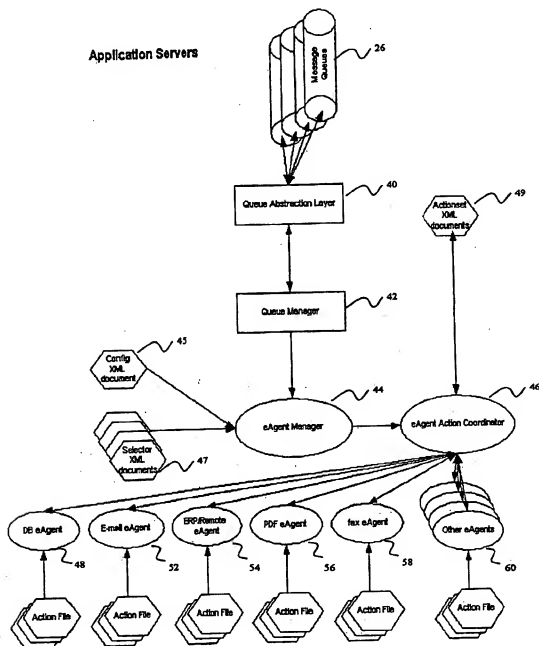 Application Servers
Message
Queues
26
Queue Abstraction Layer
40
Actionset
XML
documents
49
Queue Manager
42
45
Config
XML
document
44
46
eAgent Manager
eAgent Action Coordinator
Selector
XML
documents
47
DB eAgent
E-mail eAgent
ERP/Remote
eAgent
PDF eAgent
fax eAgent
Other eAgents
48
52
54
56
58
60
Action File
Action File
Action File
Action File
Action File
Action File